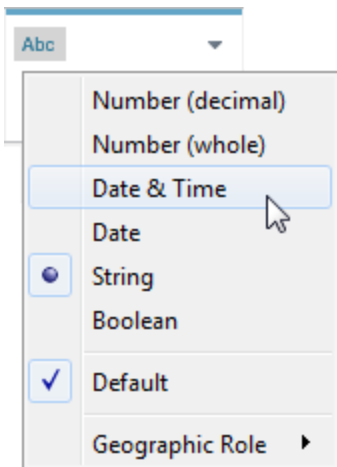 Abc
Number (decimal)
Number (whole)
Date & Time
Date
String
Boolean
Default
Geographic Role